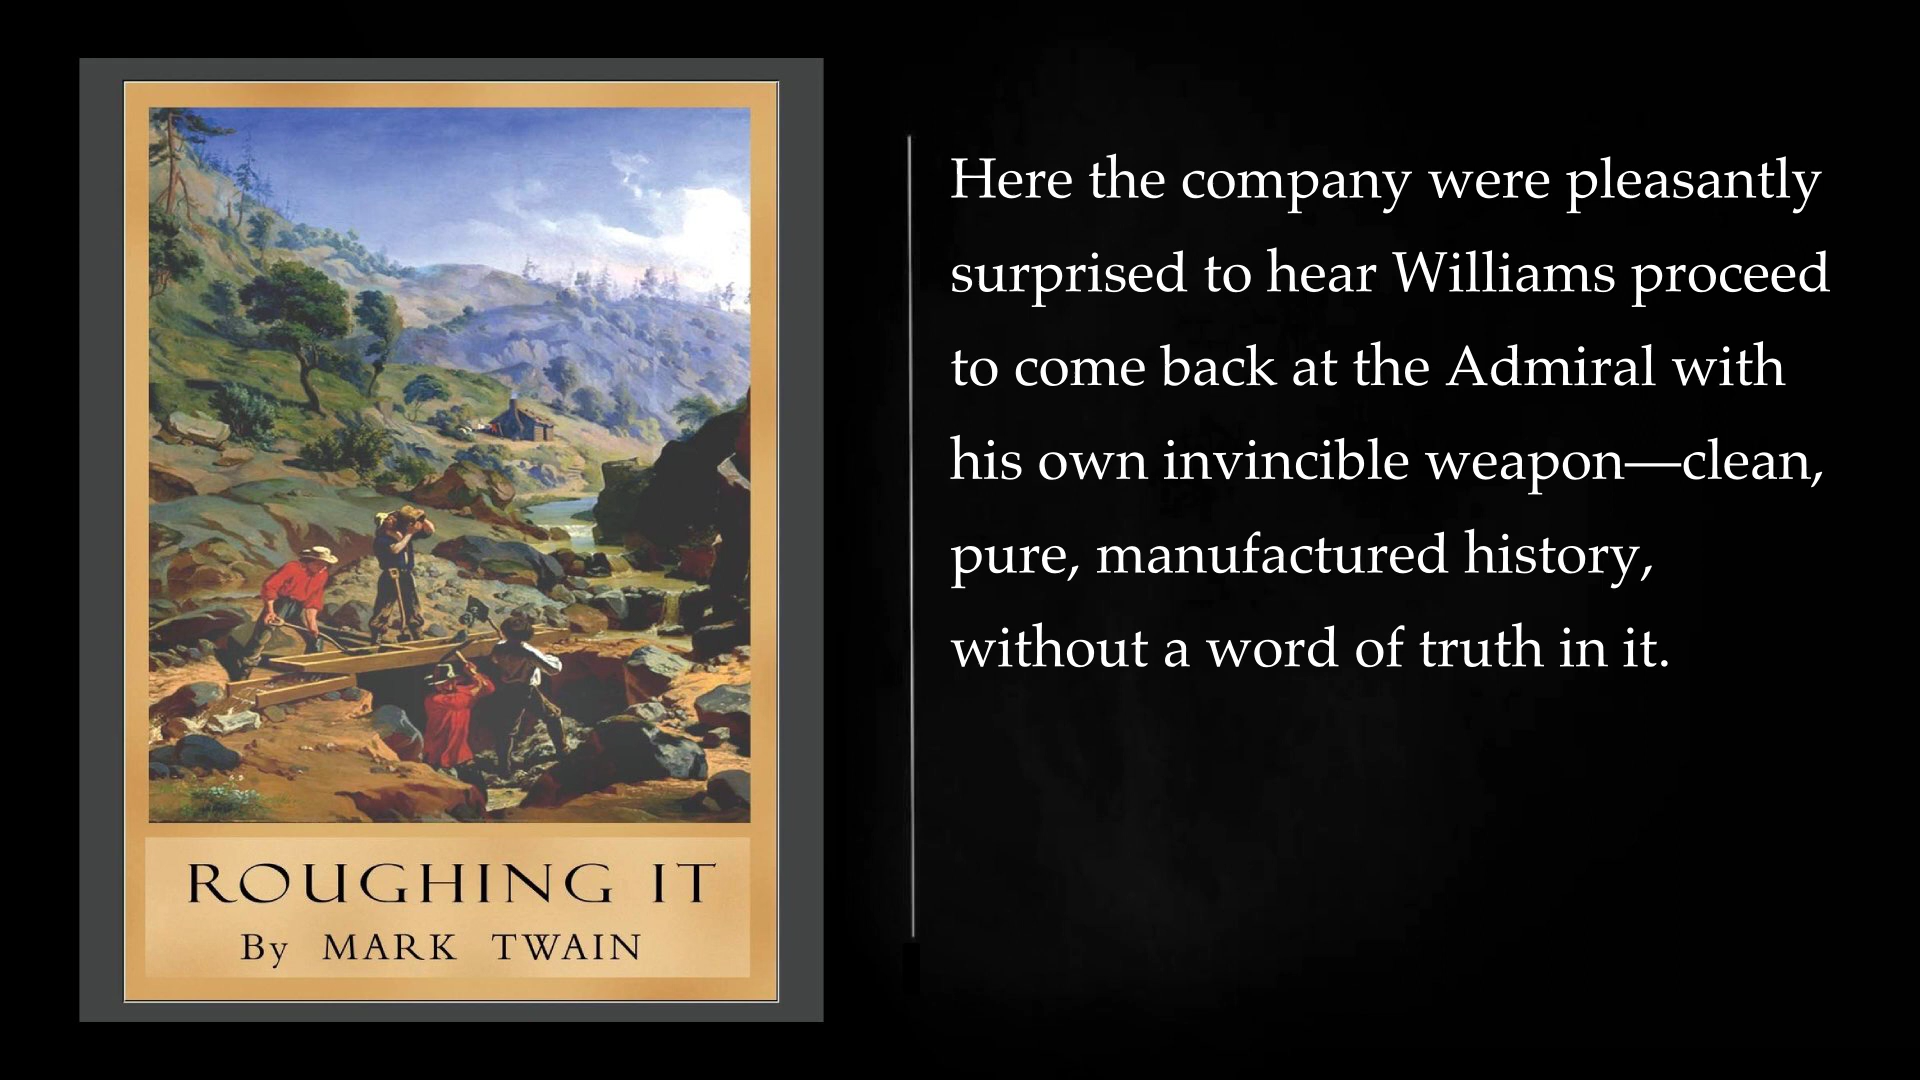 ROUGHING IT
By MARK TWAIN
Here the company were pleasantly
surprised to hear Williams proceed
to come back at the Admiral with
his own invincible weapon—clean,
pure, manufactured history,
without a word of truth in it.